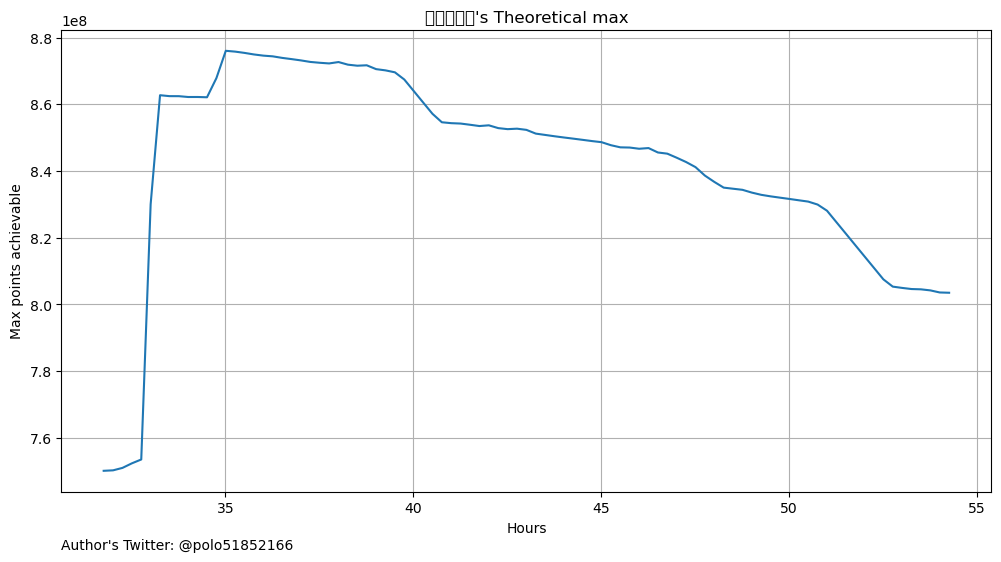 's Theoretical max
1e8
8.8
8.6
8.4
8.2
8.0
7.8
7.6
Max points achievable
35
40
45
50
55
Hours
Author's Twitter: @polo51852166